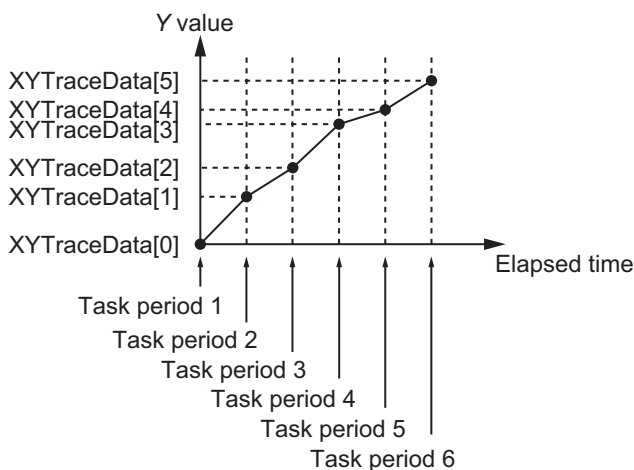 Y value
XYTraceData[5]
XYTraceData[4]
XYTraceData[3]
XYTraceData[2]
XYTraceData[1]
XYTraceData[0]
Elapsed time
Task period 1
Task period 2
Task period 3
Task period 4
Task period 5
Task period 6